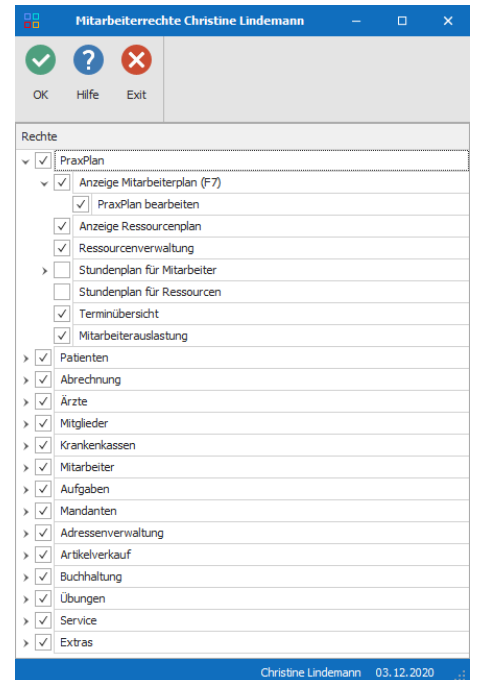 Mitarbeiterrechte Christine Lindemann
OK Hilfe Exit
Rechte
PraxPlan
Anzeige Mitarbeiterplan (F7)
PraxPlan bearbeiten
Anzeige Ressourcenplan
Ressourcenverwaltung
Stundenplan für Mitarbeiter
Stundenplan für Ressourcen
Terminübersicht
Mitarbeiterauslastung
Patienten
Abrechnung
Ärzte
Mitglieder
Krankenkassen
Mitarbeiter
Aufgaben
Mandanten
Adressenverwaltung
Artikelverkauf
Buchhaltung
Übungen
Service
Extras
Christine Lindemann 03.12.2020